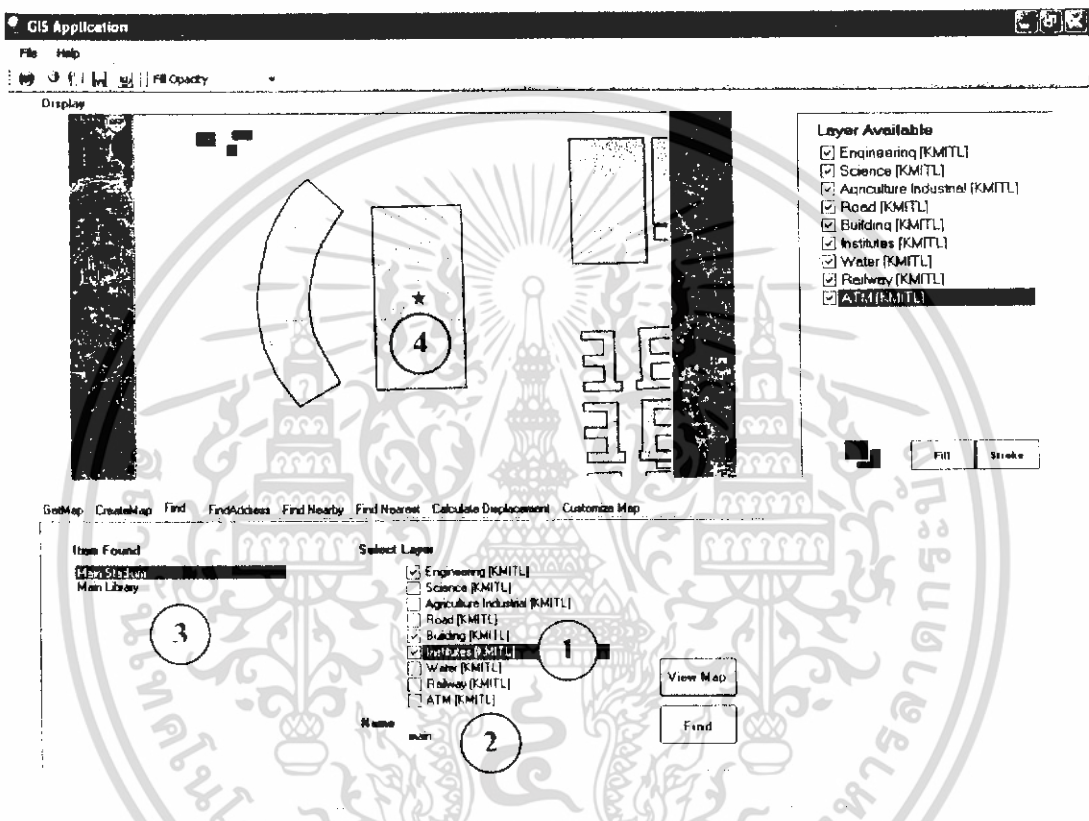 GIS Application
File Help
Fill Opacity
Display
Layer Available
Engineering [KMITL]
Science [KMITL]
Agriculture Industrial [KMITL]
Road [KMITL]
Building [KMITL]
Institutes [KMITL]
Water [KMITL]
Railway [KMITL]
ATM [KMITL]
4
Fill Stroke
GetMap CreateMap Find FindAddress Find Nearby Find Nearest Calculate Displacement Customize Map
Item Found
Main Stadium
Main Library
3
Select Layer
Engineering [KMITL]
Science [KMITL]
Agriculture Industrial [KMITL]
Road [KMITL]
Building [KMITL]
Institutes [KMITL]
Water [KMITL]
Railway [KMITL]
ATM [KMITL]
1
Name
main
2
View Map
Find